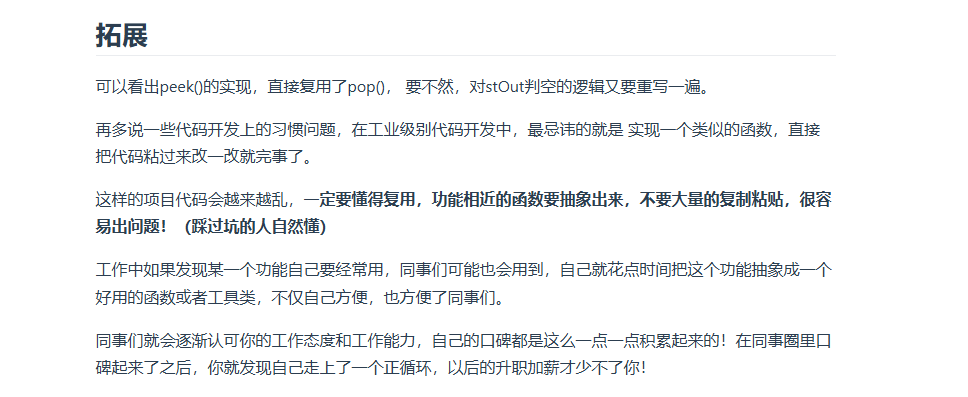 拓展
可以看出peek()的实现，直接复用了pop()， 要不然，对stOut判空的逻辑又要重写一遍。
再多说一些代码开发上的习惯问题，在工业级别代码开发中，最忌讳的就是 实现一个类似的函数，直接
把代码粘过来改一改就完事了。
这样的项目代码会越来越乱，一定要懂得复用，功能相近的函数要抽象出来，不要大量的复制粘贴，很容
易出问题！（踩过坑的人自然懂）
工作中如果发现某一个功能自己要经常用，同事们可能也会用到，自己就花点时间把这个功能抽象成一个
好用的函数或者工具类，不仅自己方便，也方便了同事们。
同事们就会逐渐认可你的工作态度和工作能力，自己的口碑都是这么一点一点积累起来的！在同事圈里口
碑起来了之后，你就发现自己走上了一个正循环，以后的升职加薪才少不了你！